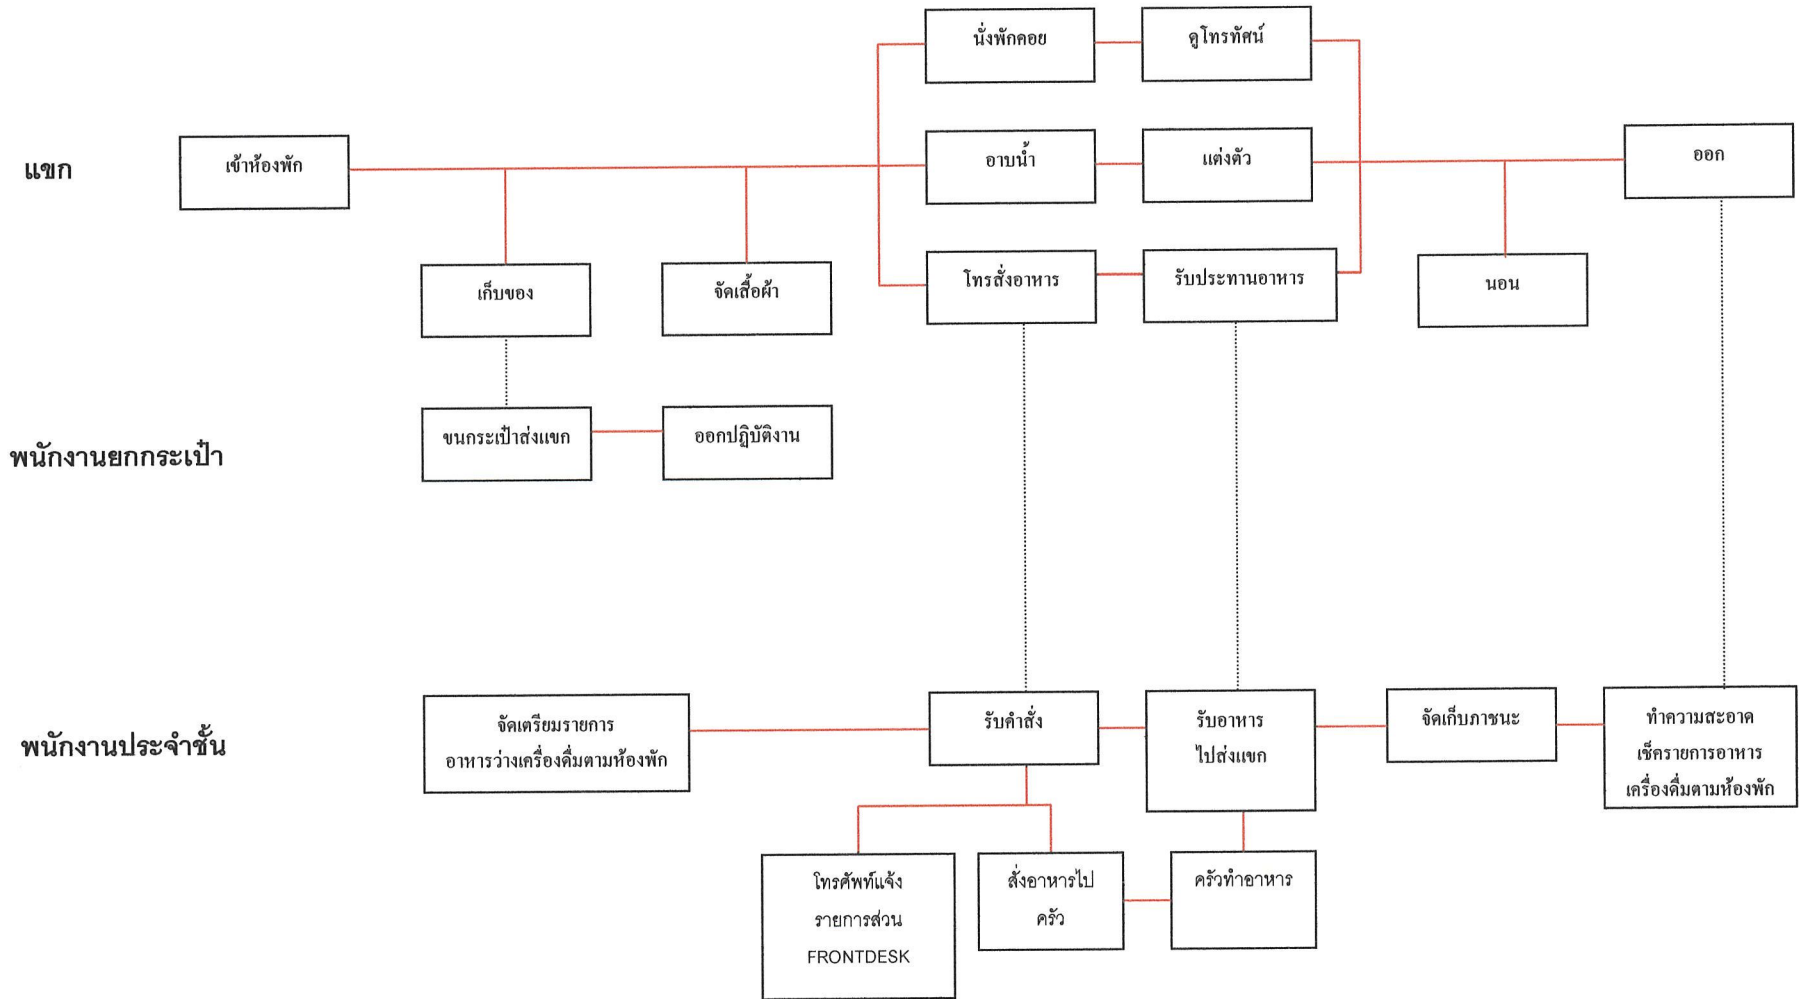 นั่งพักคอย
ดูโทรทัศน์
แขก
เข้าห้องพัก
อาบน้ำ
แต่งตัว
ออก
เก็บของ
จัดเสื้อผ้า
โทรสั่งอาหาร
รับประทานอาหาร
นอน
พนักงานยกกระเป๋า
ขนกระเป๋าส่งแขก
ออกปฏิบัติงาน
พนักงานประจำชั้น
จัดเตรียมรายการ
อาหารว่างเครื่องดื่มตามห้องพัก
รับคำสั่ง
รับอาหาร
ไปส่งแขก
จัดเก็บภาชนะ
ทำความสะอาด
เช็ครายการอาหาร
เครื่องดื่มตามห้องพัก
โทรศัพท์แจ้ง
รายการส่วน
FRONTDESK
สั่งอาหารไป
ครัว
ครัวทำอาหาร